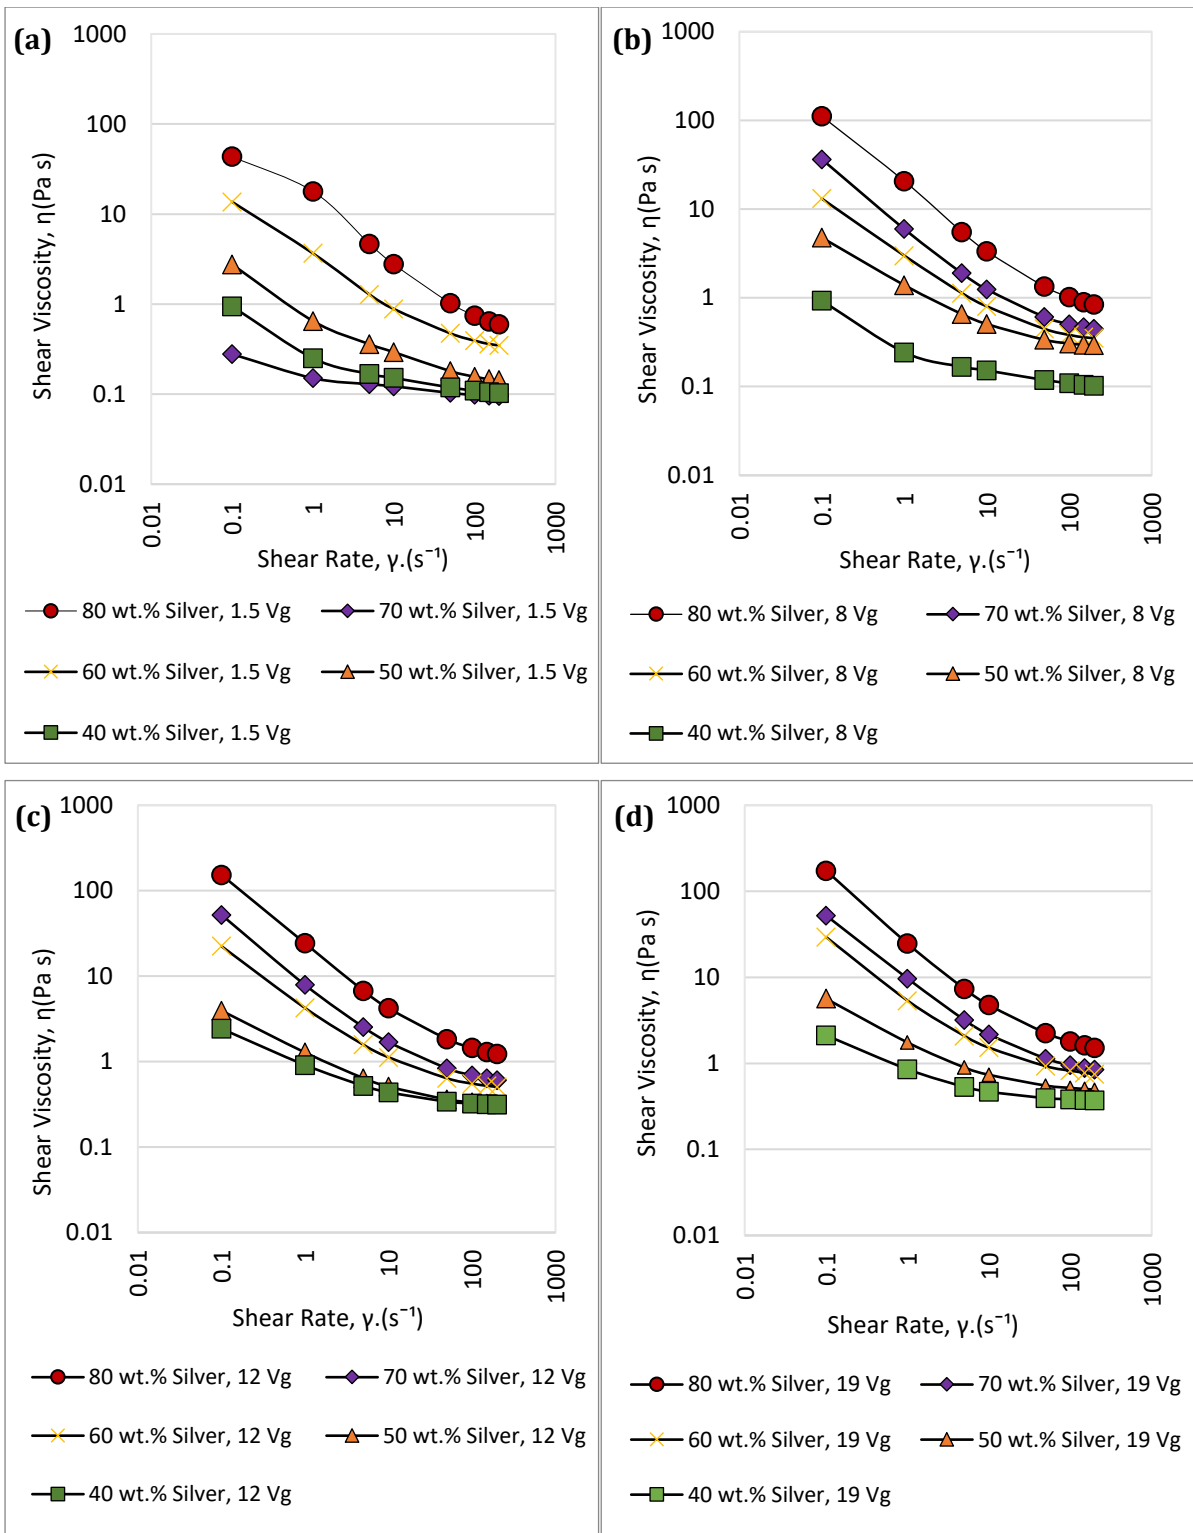 (a)
1000
100
10
1
0.1
0.01
Shear Viscosity, η(Pa s)
0.01
0.1
1
10
100
1000
Shear Rate, γ.(s⁻¹)
80 wt.% Silver, 1.5 Vg
70 wt.% Silver, 1.5 Vg
60 wt.% Silver, 1.5 Vg
50 wt.% Silver, 1.5 Vg
40 wt.% Silver, 1.5 Vg
(b)
1000
100
10
1
0.1
0.01
Shear Viscosity, η(Pa s)
0.01
0.1
1
10
100
1000
Shear Rate, γ.(s⁻¹)
80 wt.% Silver, 8 Vg
70 wt.% Silver, 8 Vg
60 wt.% Silver, 8 Vg
50 wt.% Silver, 8 Vg
40 wt.% Silver, 8 Vg
(c)
1000
100
10
1
0.1
0.01
Shear Viscosity, η(Pa s)
0.01
0.1
1
10
100
1000
Shear Rate, γ.(s⁻¹)
80 wt.% Silver, 12 Vg
70 wt.% Silver, 12 Vg
60 wt.% Silver, 12 Vg
50 wt.% Silver, 12 Vg
40 wt.% Silver, 12 Vg
(d)
1000
100
10
1
0.1
0.01
Shear Viscosity, η(Pa s)
0.01
0.1
1
10
100
1000
Shear Rate, γ.(s⁻¹)
80 wt.% Silver, 19 Vg
70 wt.% Silver, 19 Vg
60 wt.% Silver, 19 Vg
50 wt.% Silver, 19 Vg
40 wt.% Silver, 19 Vg